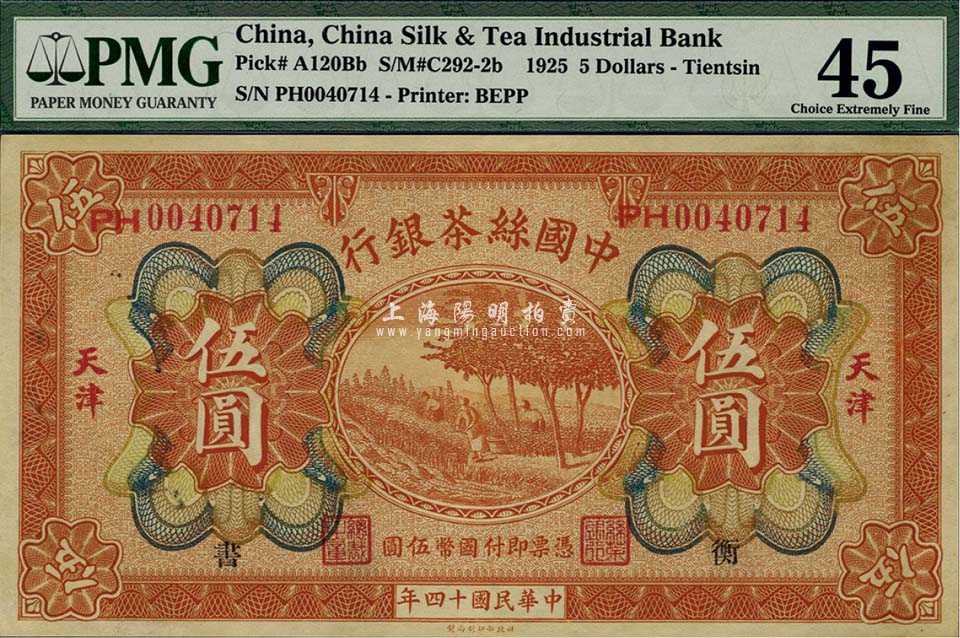 PMG
PAPER MONEY GUARANTY
China, China Silk & Tea Industrial Bank
Pick# A120Bb S/M#C292-2b 1925 5 Dollars - Tientsin
S/N PH0040714 - Printer: BEPP
45
Choice Extremely Fine
伍
伍
PH0040714
PH0040714
行銀茶絲國中
上海陽明拍賣
www.yangmingauction.com
伍圓
伍圓
天津
天津
書
衡
圓伍幣國付即票憑
伍
伍
年四十國民華中